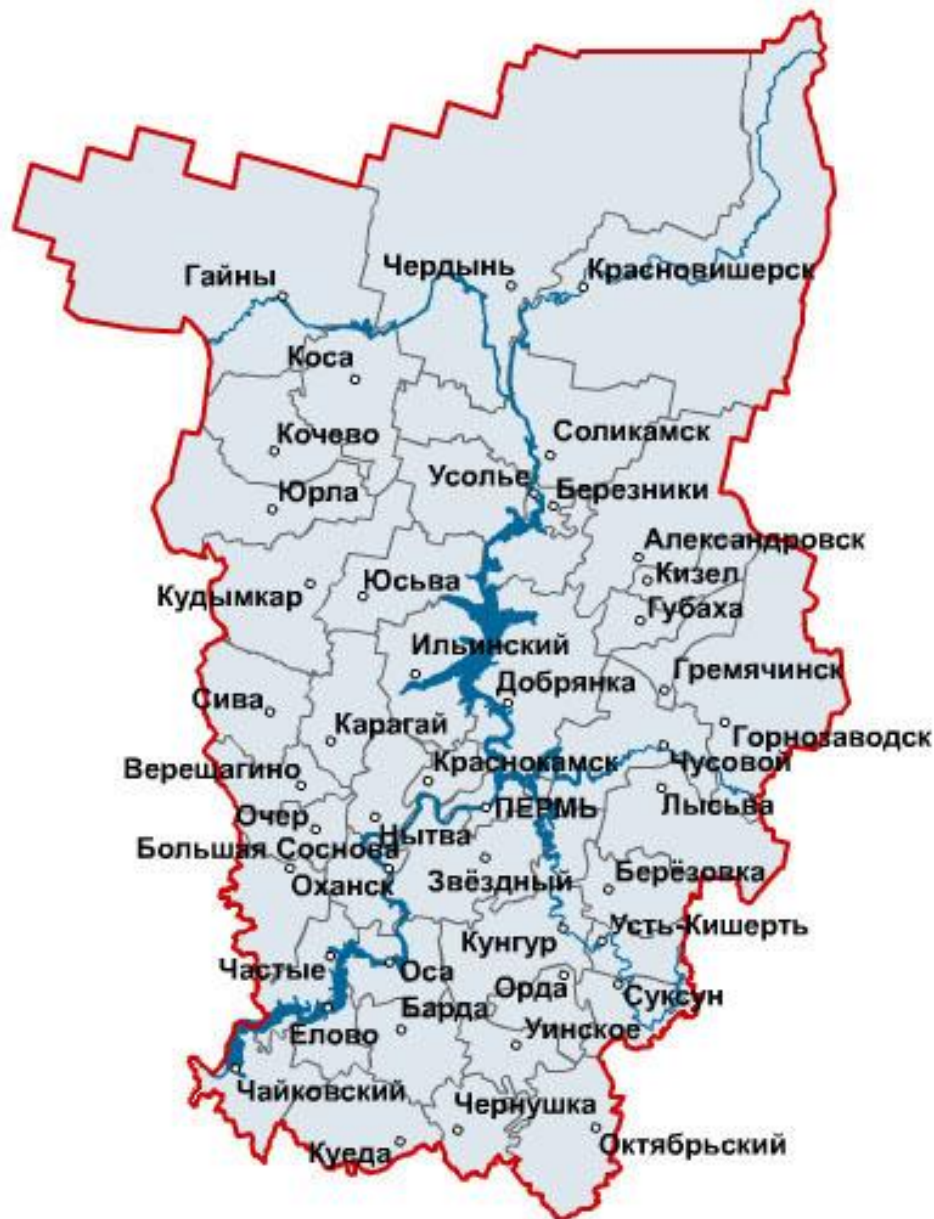 Гайны
Чердынь
Красновишерск
Коса
Кочево
Соликамск
Усолье
Березники
Юрла
Александровск
Кизел
Юсьва
Кудымкар
Губаха
Ильинский
Гремячинск
Добрянка
Сива
Карагай
Горнозаводск
Чусовой
Краснокамск
Верещагино
Лысьва
ПЕРМЬ
Очер
Нытва
Большая Соснова
Звёздный
Берёзовка
Оханск
Усть-Кишерть
Кунгур
Частые
Оса
Орда
Суксун
Барда
Уинское
Елово
Чайковский
Чернушка
Октябрьский
Куеда